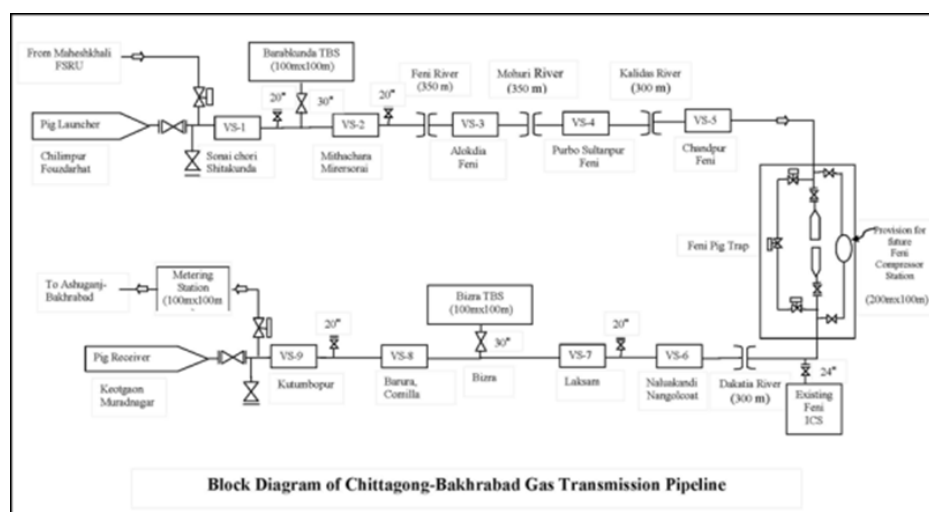 From Maheshkhali
FSRU
Barabkunda TBS
(100mx100m)
Feni River
(350 m)
Mohuri River
(350 m)
Kalidas River
(300 m)
20"
30"
20"
Pig Launcher
VS-1
VS-2
VS-3
VS-4
VS-5
Chilimpur
Fouzdarhat
Sonai chori
Shitakunda
Mithachara
Mirersorai
Alokdia
Feni
Purbo Sultanpur
Feni
Chandpur
Feni
Feni Pig Trap
Provision for
future
Feni
Compressor
Station
(200mx100m)
To Ashuganj-
Bakhrabad
Metering
Station
(100mx100m
Bizra TBS
(100mx100m)
20"
30"
20"
Pig Receiver
VS-9
VS-8
VS-7
VS-6
24"
Keotgaon
Muradnagar
Kutumbopur
Barura,
Comilla
Bizra
Laksam
Naluakandi
Nangolcoat
Dakatia River
(300 m)
Existing
Feni
ICS
Block Diagram of Chittagong-Bakhrabad Gas Transmission Pipeline